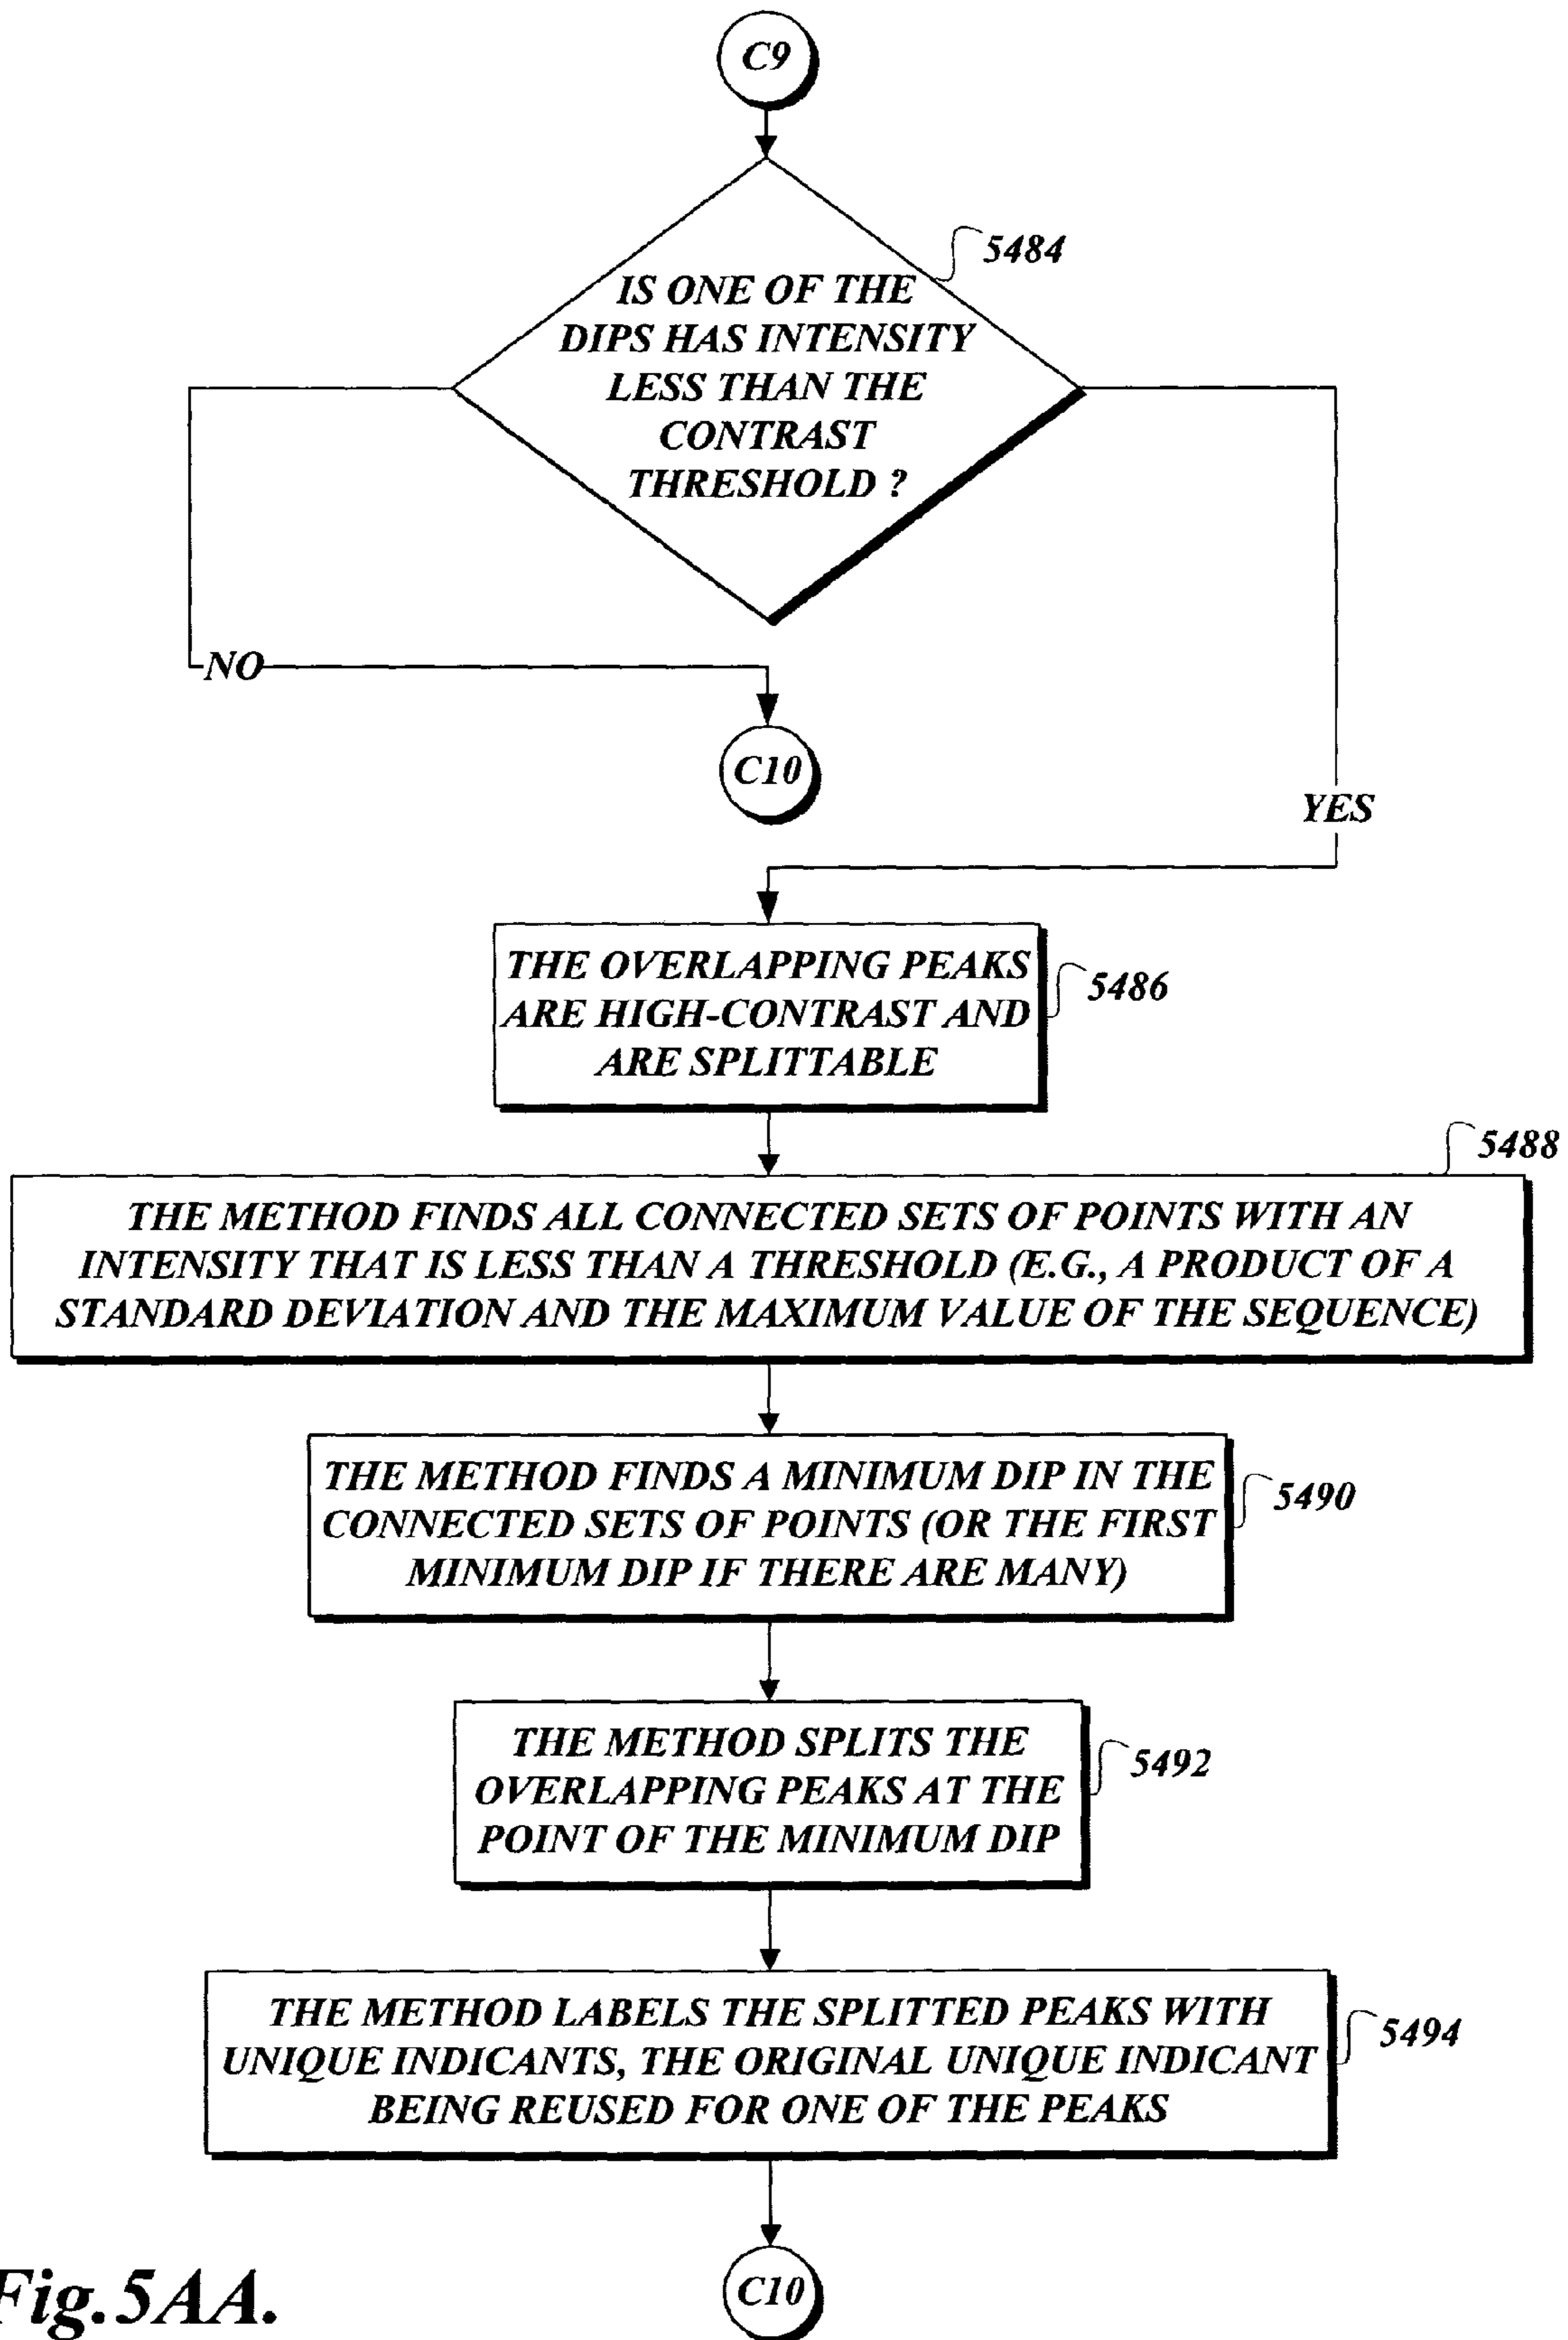 C9
5484
IS ONE OF THE
DIPS HAS INTENSITY
LESS THAN THE
CONTRAST
THRESHOLD ?
NO
C10
YES
THE OVERLAPPING PEAKS
ARE HIGH-CONTRAST AND
ARE SPLITTABLE
5486
5488
THE METHOD FINDS ALL CONNECTED SETS OF POINTS WITH AN
INTENSITY THAT IS LESS THAN A THRESHOLD (E.G., A PRODUCT OF A
STANDARD DEVIATION AND THE MAXIMUM VALUE OF THE SEQUENCE)
THE METHOD FINDS A MINIMUM DIP IN THE
CONNECTED SETS OF POINTS (OR THE FIRST
MINIMUM DIP IF THERE ARE MANY)
5490
THE METHOD SPLITS THE
OVERLAPPING PEAKS AT THE
POINT OF THE MINIMUM DIP
5492
THE METHOD LABELS THE SPLITTED PEAKS WITH
UNIQUE INDICANTS, THE ORIGINAL UNIQUE INDICANT
BEING REUSED FOR ONE OF THE PEAKS
5494
C10
Fig.5AA.